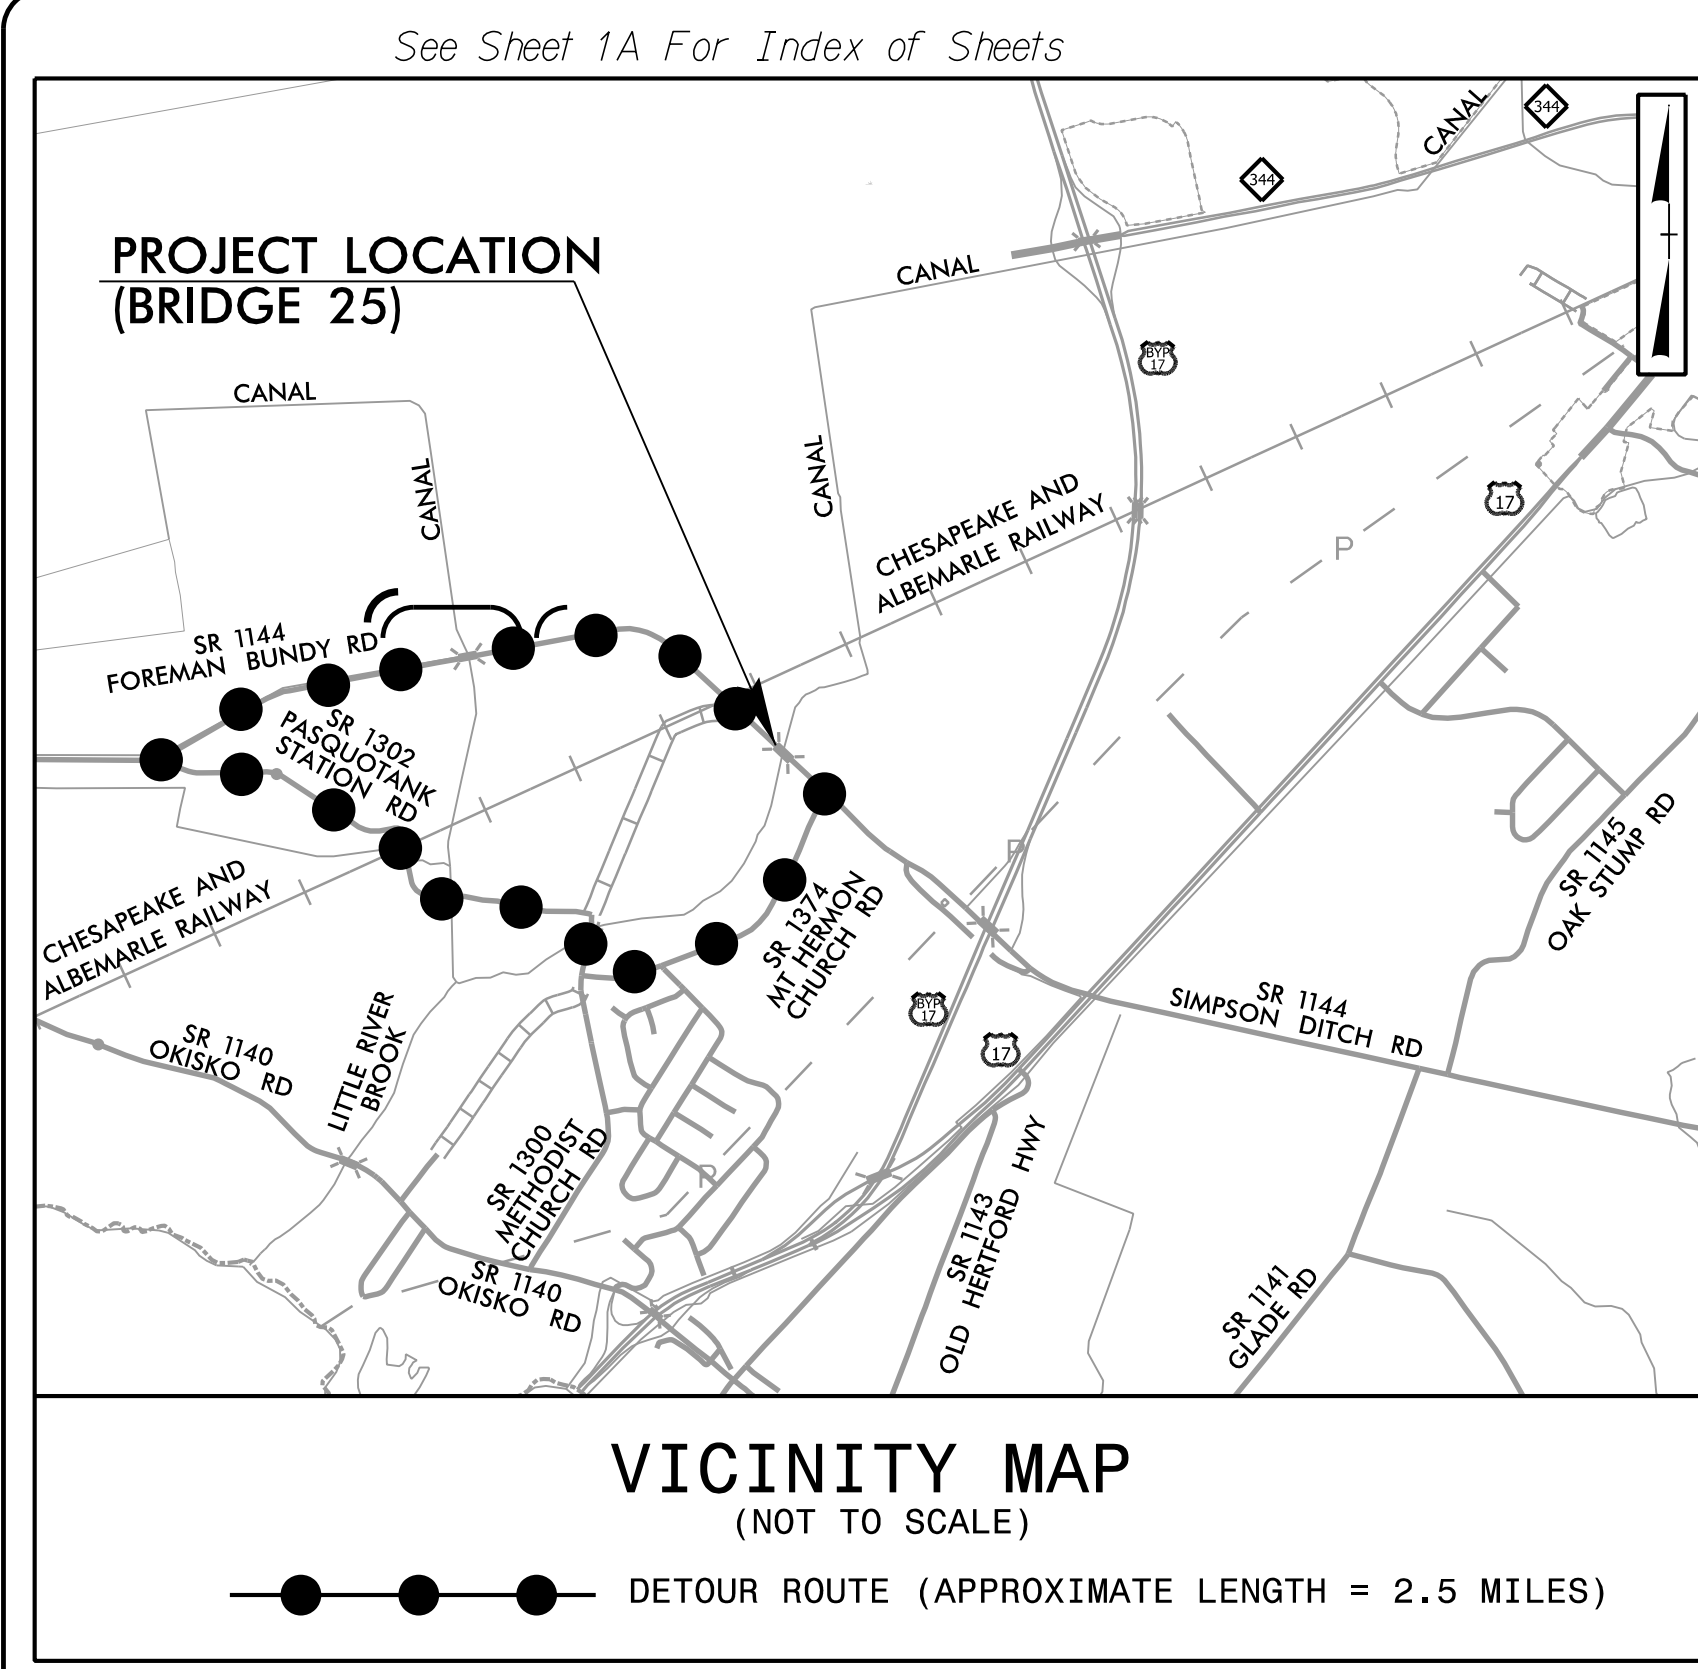 See Sheet 1A For Index of Sheets
344
CANAL
344
PROJECT LOCATION
(BRIDGE 25)
CANAL
BYP
17
CANAL
CANAL
CANAL
CHESAPEAKE AND
ALBEMARLE RAILWAY
17
P
SR 1144
FOREMAN BUNDY RD
SR 1302
PASQUOTANK
STATION RD
P
SR 1145
OAK STUMP RD
CHESAPEAKE AND
ALBEMARLE RAILWAY
SR 1374
MT HERMON
CHURCH RD
BYP
17
17
SR 1144
SIMPSON DITCH RD
SR 1140
OKISKO RD
LITTLE RIVER
BROOK
SR 1300
METHODIST
CHURCH RD
P
SR 1143
OLD HERTFORD HWY
SR 1140
OKISKO RD
SR 1141
GLADE RD
VICINITY MAP
(NOT TO SCALE)
DETOUR ROUTE (APPROXIMATE LENGTH = 2.5 MILES)